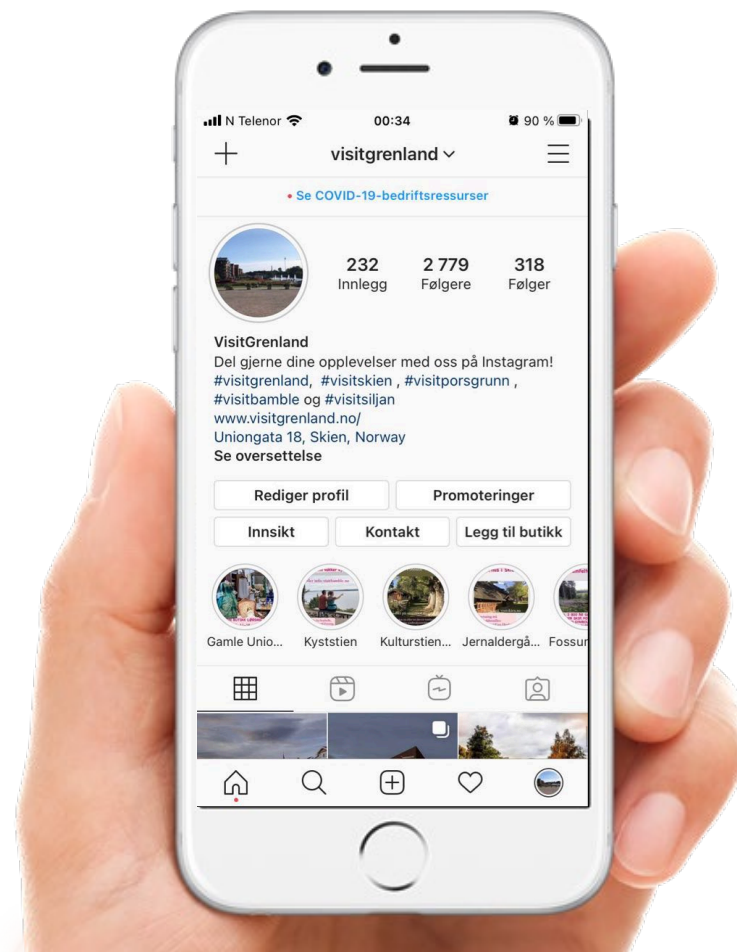 N Telenor 00:34 90 %
visitgrenland
Se COVID-19-bedriftsressurser
232 2 779 318
Innlegg Følgere Følger
VisitGrenland
Del gjerne dine opplevelser med oss på Instagram!
#visitgrenland, #visitskien , #visitporsgrunn ,
#visitbamble og #visitsiljan
www.visitgrenland.no/
Uniongata 18, Skien, Norway
Se oversettelse
Rediger profil Promoteringer
Innsikt Kontakt Legg til butikk
Gamle Unio... Kyststien Kulturstien... Jernaldergå... Fossur